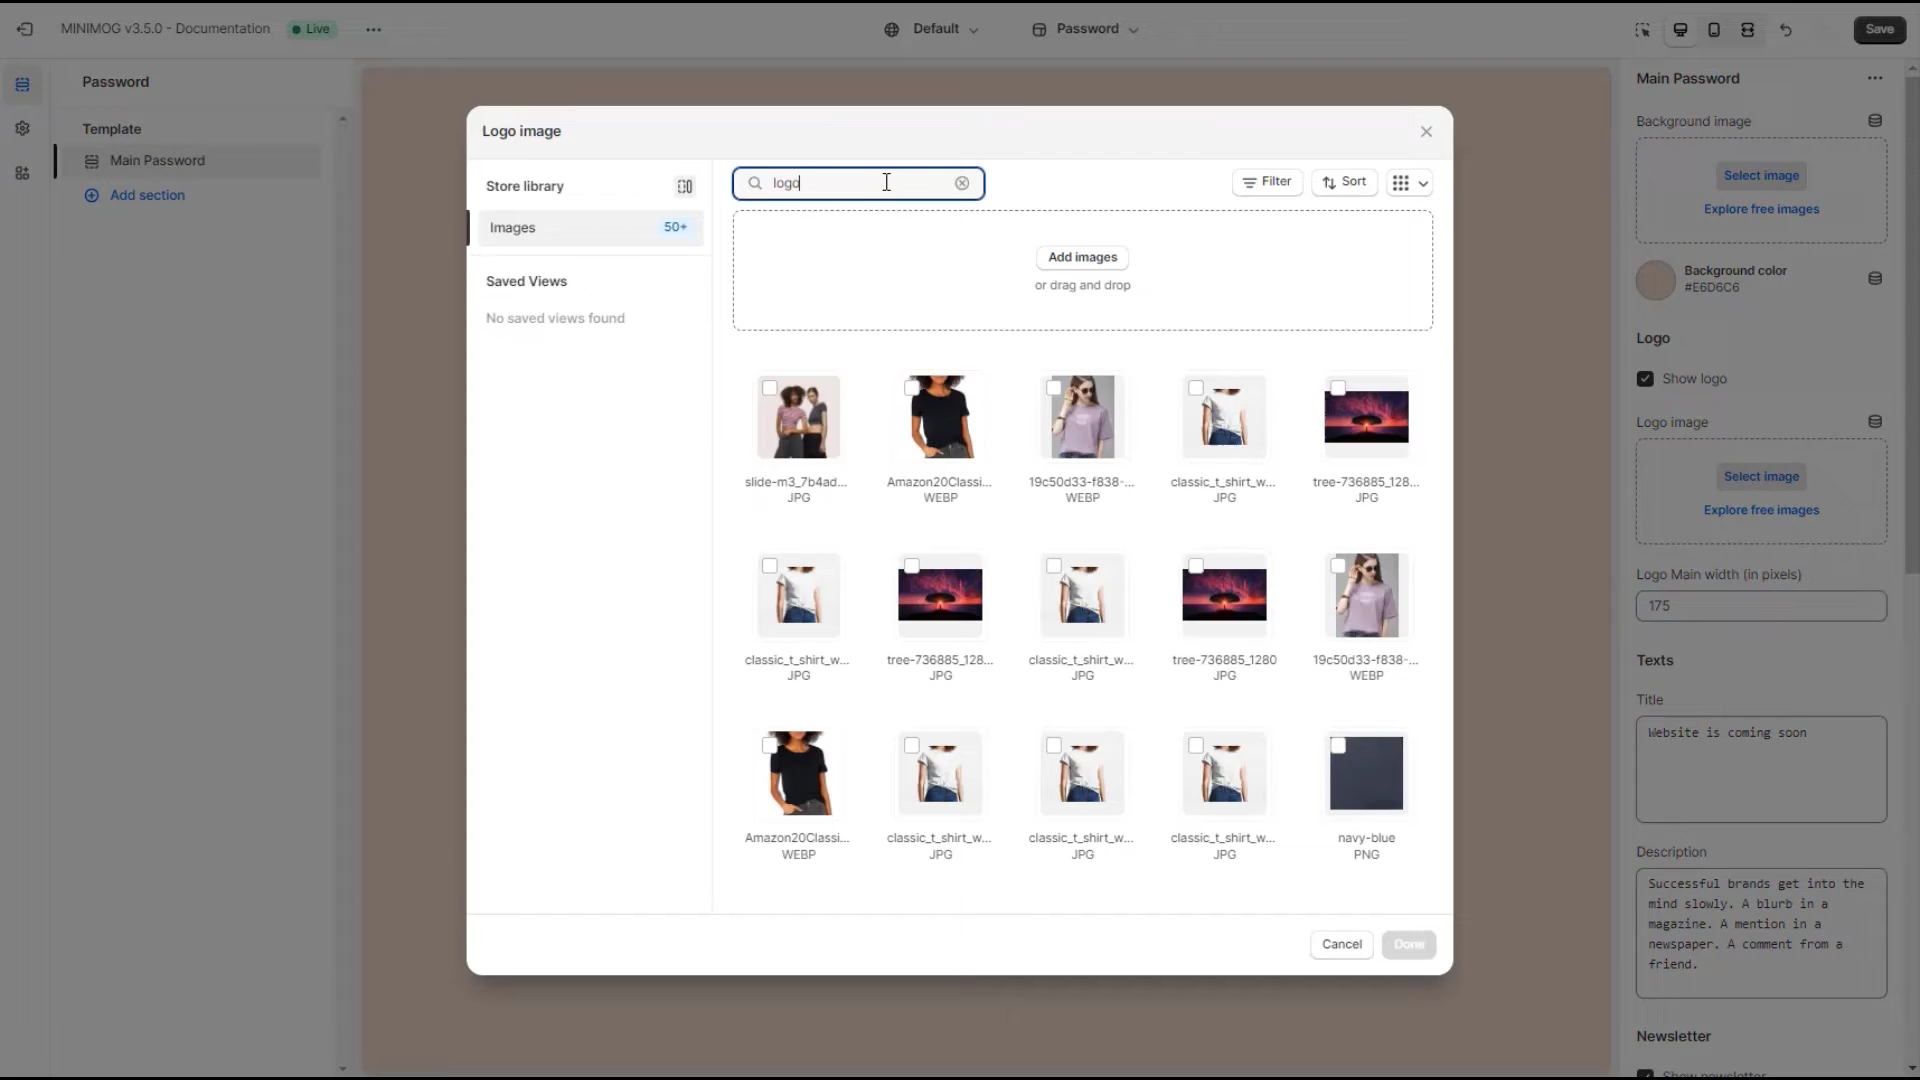 MINIMOG v3.5.0 - Documentation
Live
Default
Password
Save
Password
Template
Main Password
Add section
Logo image
Store library
Images
50+
Saved Views
No saved views found
logo
Filter
Sort
Add images
or drag and drop
slide-m3_7b4ad...
JPG
Amazon20Classi...
WEBP
19c50d33-f838-...
WEBP
classic_t_shirt_w...
JPG
tree-736885_128...
JPG
classic_t_shirt_w...
JPG
tree-736885_128...
JPG
classic_t_shirt_w...
JPG
tree-736885_1280
JPG
19c50d33-f838-...
WEBP
Amazon20Classi...
WEBP
classic_t_shirt_w...
JPG
classic_t_shirt_w...
JPG
classic_t_shirt_w...
JPG
navy-blue
PNG
Cancel
Done
Main Password
Background image
Select image
Explore free images
Background color
#E6D6C6
Logo
Show logo
Logo image
Select image
Explore free images
Logo Main width (in pixels)
175
Texts
Title
Website is coming soon
Description
Successful brands get into the
mind slowly. A blurb in a
magazine. A mention in a
newspaper. A comment from a
friend.
Newsletter
Show newsletter